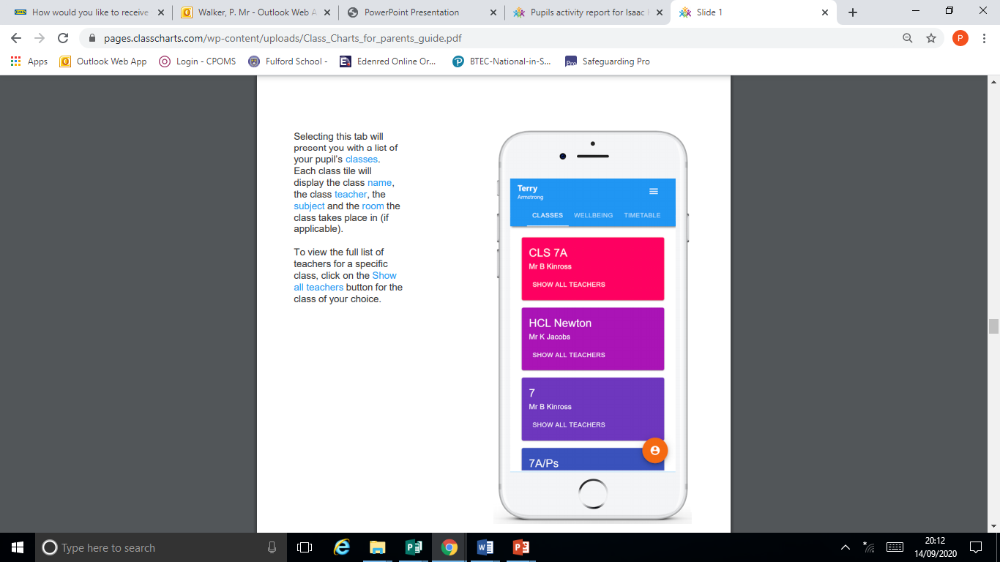 How would you like to receive
Walker, P. Mr - Outlook Web A
PowerPoint Presentation
Pupils activity report for Isaac
Slide 1
pages.classcharts.com/wp-content/uploads/Class_Charts_for_parents_guide.pdf
P
Apps
Outlook Web App
Login - CPOMS
Fulford School -
Edenred Online Or...
BTEC-National-in-S...
Safeguarding Pro
Selecting this tab will
present you with a list of
your pupil's classes.
Each class tile will
display the class name,
the class teacher, the
subject and the room the
class takes place in (if
applicable).
To view the full list of
teachers for a specific
class, click on the Show
all teachers button for the
class of your choice.
Terry
Armstrong
CLASSES WELLBEING TIMETABLE
CLS 7A
Mr B Kinross
SHOW ALL TEACHERS
HCL Newton
Mr K Jacobs
SHOW ALL TEACHERS
7
Mr B Kinross
SHOW ALL TEACHERS
7A/Ps
Type here to search
20:12
14/09/2020